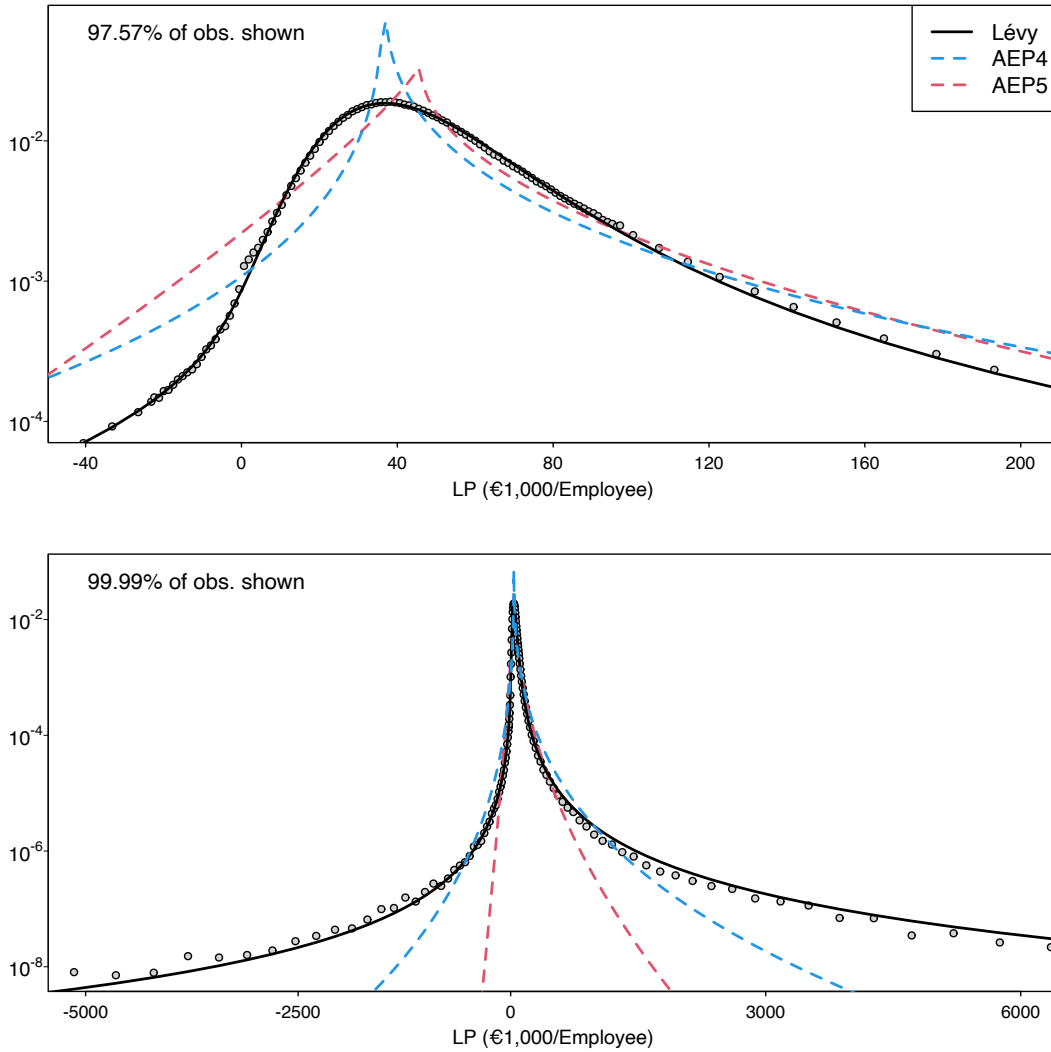 97.57% of obs. shown
Lévy
AEP4
AEP5
10⁻²
10⁻³
10⁻⁴
-40 0 40 80 120 160 200
LP (€1,000/Employee)
99.99% of obs. shown
10⁻²
10⁻⁴
10⁻⁶
10⁻⁸
-5000 -2500 0 3000 6000
LP (€1,000/Employee)